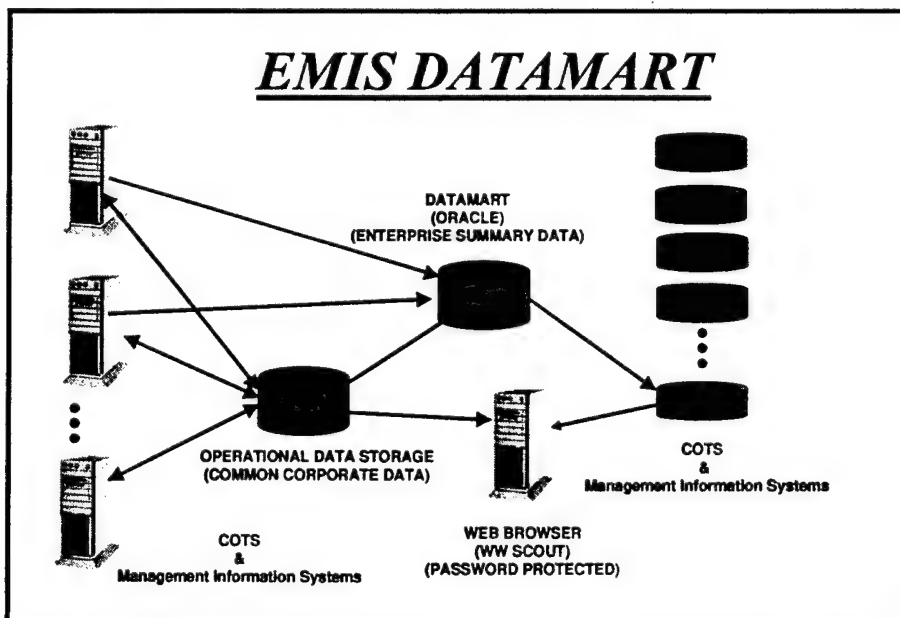 EMIS DATAMART
DATAMART
(ORACLE)
(ENTERPRISE SUMMARY DATA)
OPERATIONAL DATA STORAGE
(COMMON CORPORATE DATA)
COTS
&
Management Information Systems
WEB BROWSER
(WW SCOUT)
(PASSWORD PROTECTED)
COTS
&
Management Information Systems